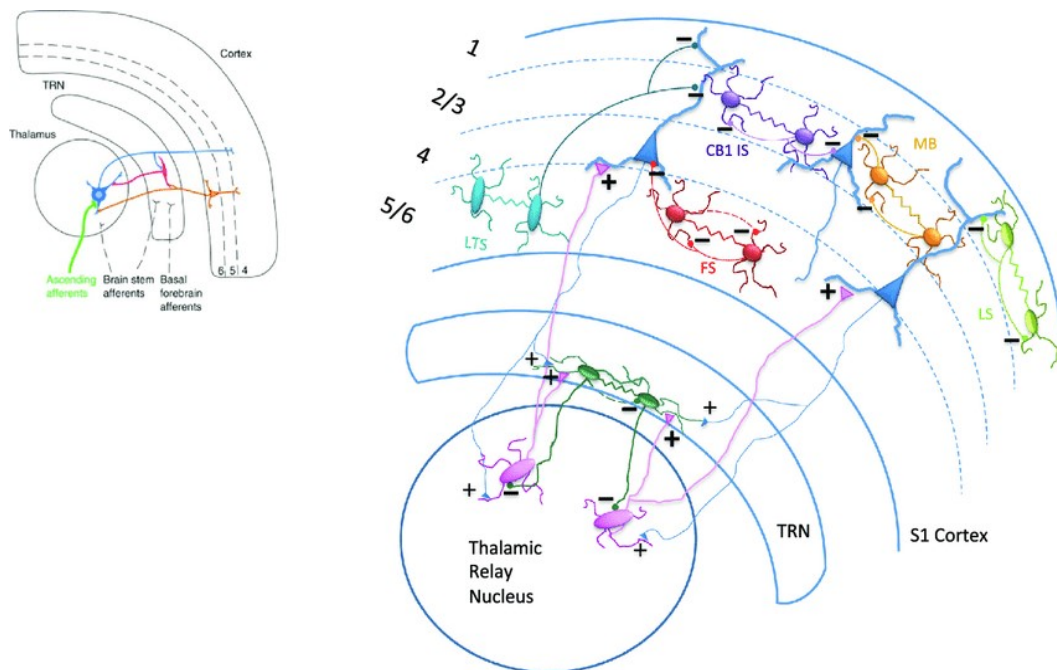 Cortex
TRN
Thalamus
6 5 4
Ascending
afferents
Brain stem
afferents
Basal
forebrain
afferents
1
2/3
4
5/6
CB1 IS
MB
LTS
FS
LS
+
+
+
+
+
+
+
+
−
−
−
−
−
−
−
−
−
−
−
−
−
−
TRN
S1 Cortex
Thalamic
Relay
Nucleus